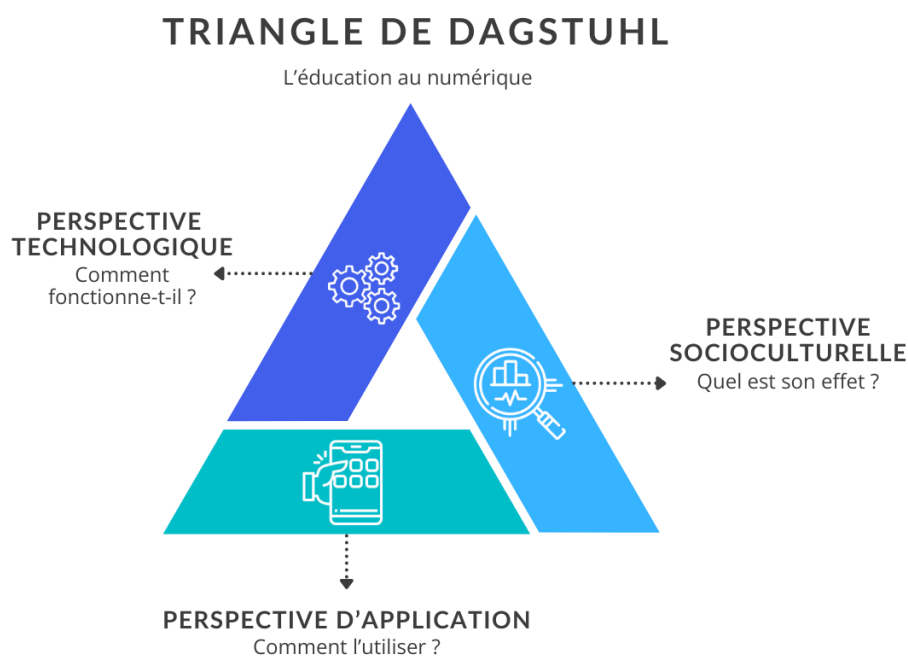 TRIANGLE DE DAGSTUHL
L’éducation au numérique
PERSPECTIVE
TECHNOLOGIQUE
Comment
fonctionne-t-il ?
PERSPECTIVE
SOCIOCULTURELLE
Quel est son effet ?
PERSPECTIVE D’APPLICATION
Comment l’utiliser ?